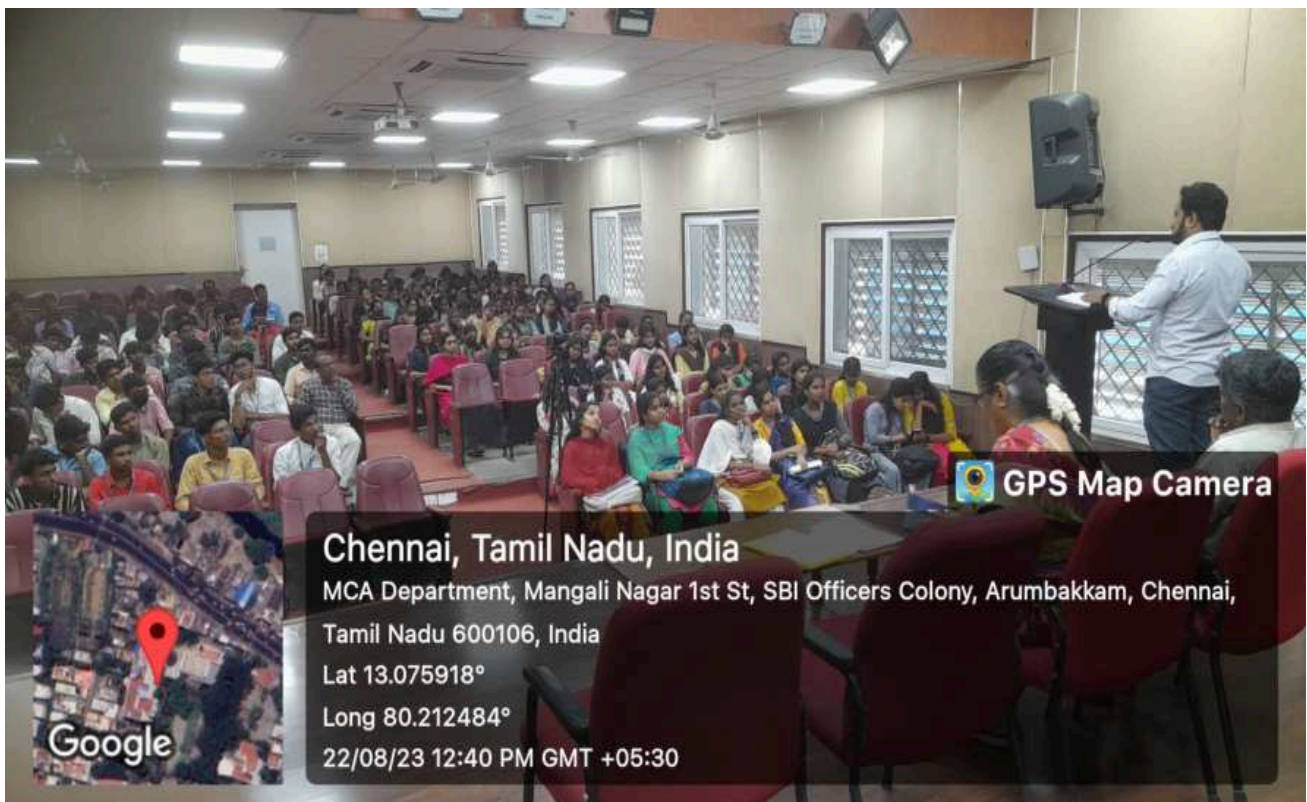 GPS Map Camera
Chennai, Tamil Nadu, India
MCA Department, Mangali Nagar 1st St, SBI Officers Colony, Arumbakkam, Chennai,
Tamil Nadu 600106, India
Lat 13.075918°
Long 80.212484°
22/08/23 12:40 PM GMT +05:30
Google